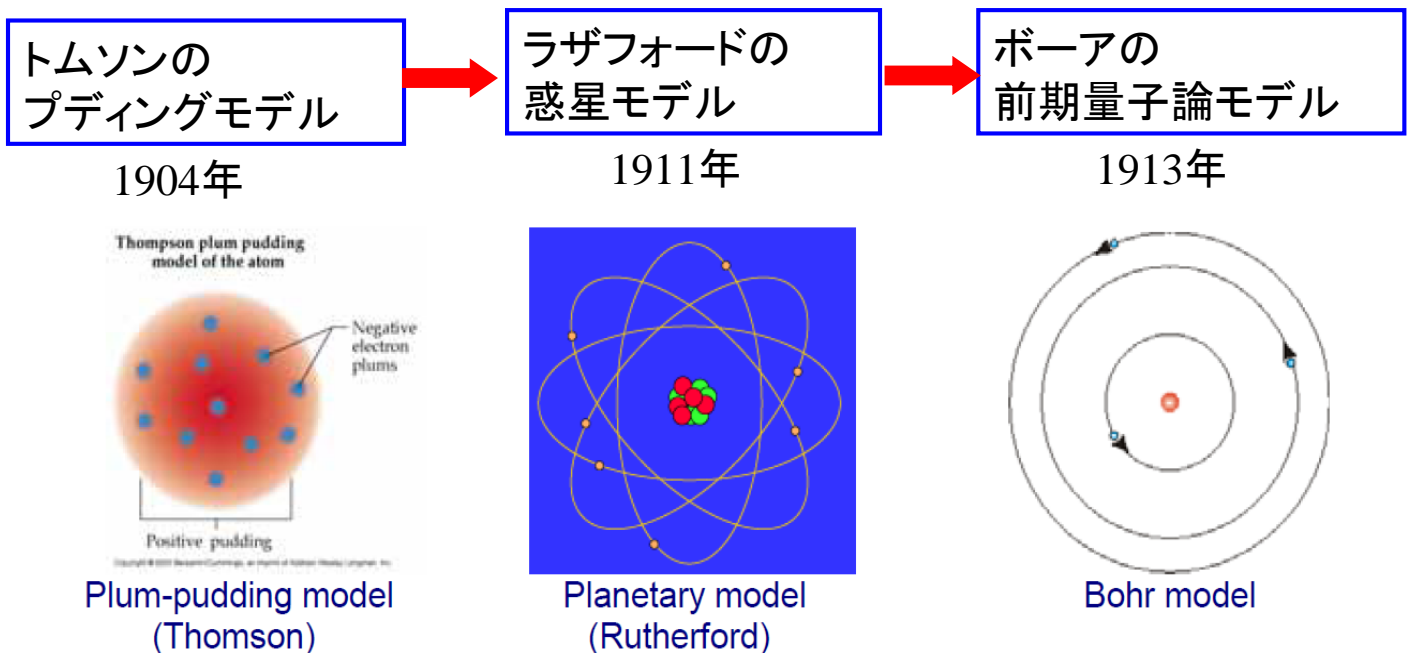 トムソンの
プディングモデル
ラザフォードの
惑星モデル
ボーアの
前期量子論モデル
1904年
1911年
1913年
Thompson plum pudding
model of the atom
Negative
electron
plums
Positive pudding
Plum-pudding model
(Thomson)
Planetary model
(Rutherford)
Bohr model